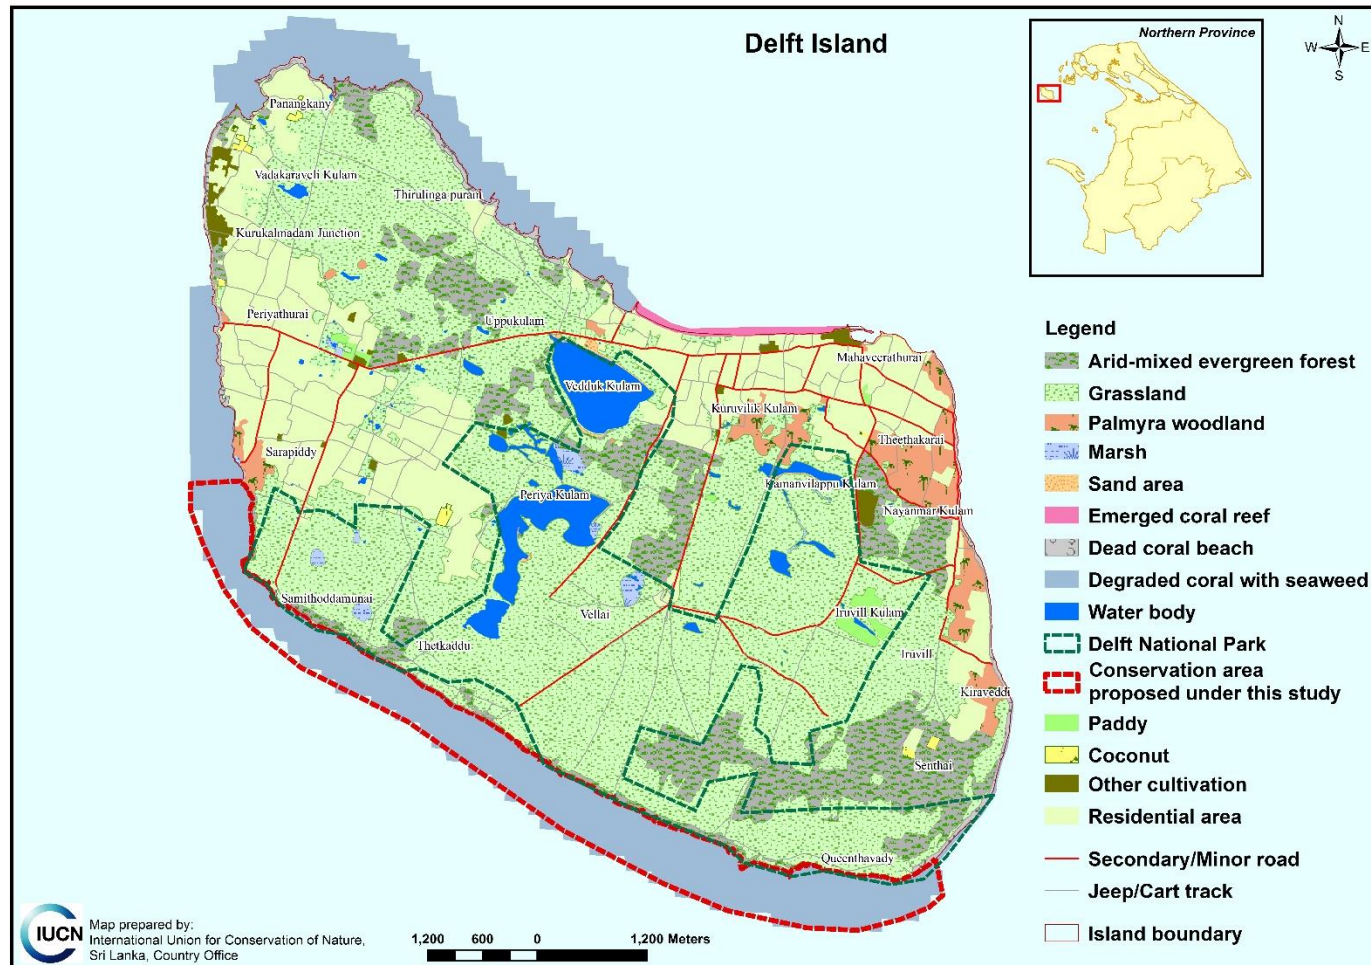 Delft Island
Northern Province
N
W E
S
Panangkany
Vadakaraveli Kulam
Thirulinga puram
Kurukalmadam Junction
Periyathurai
Uppukulam
Mahaveerathurai
Vedduk Kulam
Kuruvilik Kulam
Theethakarai
Sarapiddy
Kamanvilappu Kulam
Periya Kulam
Nayanmar Kulam
Samithoddamunai
Vellai
Iruvill Kulam
Thetkaddu
Iruvill
Kiraveddi
Senthai
Queenthavady
Legend
Arid-mixed evergreen forest
Grassland
Palmyra woodland
Marsh
Sand area
Emerged coral reef
Dead coral beach
Degraded coral with seaweed
Water body
Delft National Park
Conservation area
proposed under this study
Paddy
Coconut
Other cultivation
Residential area
Secondary/Minor road
Jeep/Cart track
Island boundary
IUCN
Map prepared by:
International Union for Conservation of Nature,
Sri Lanka, Country Office
1,200 600 0 1,200 Meters